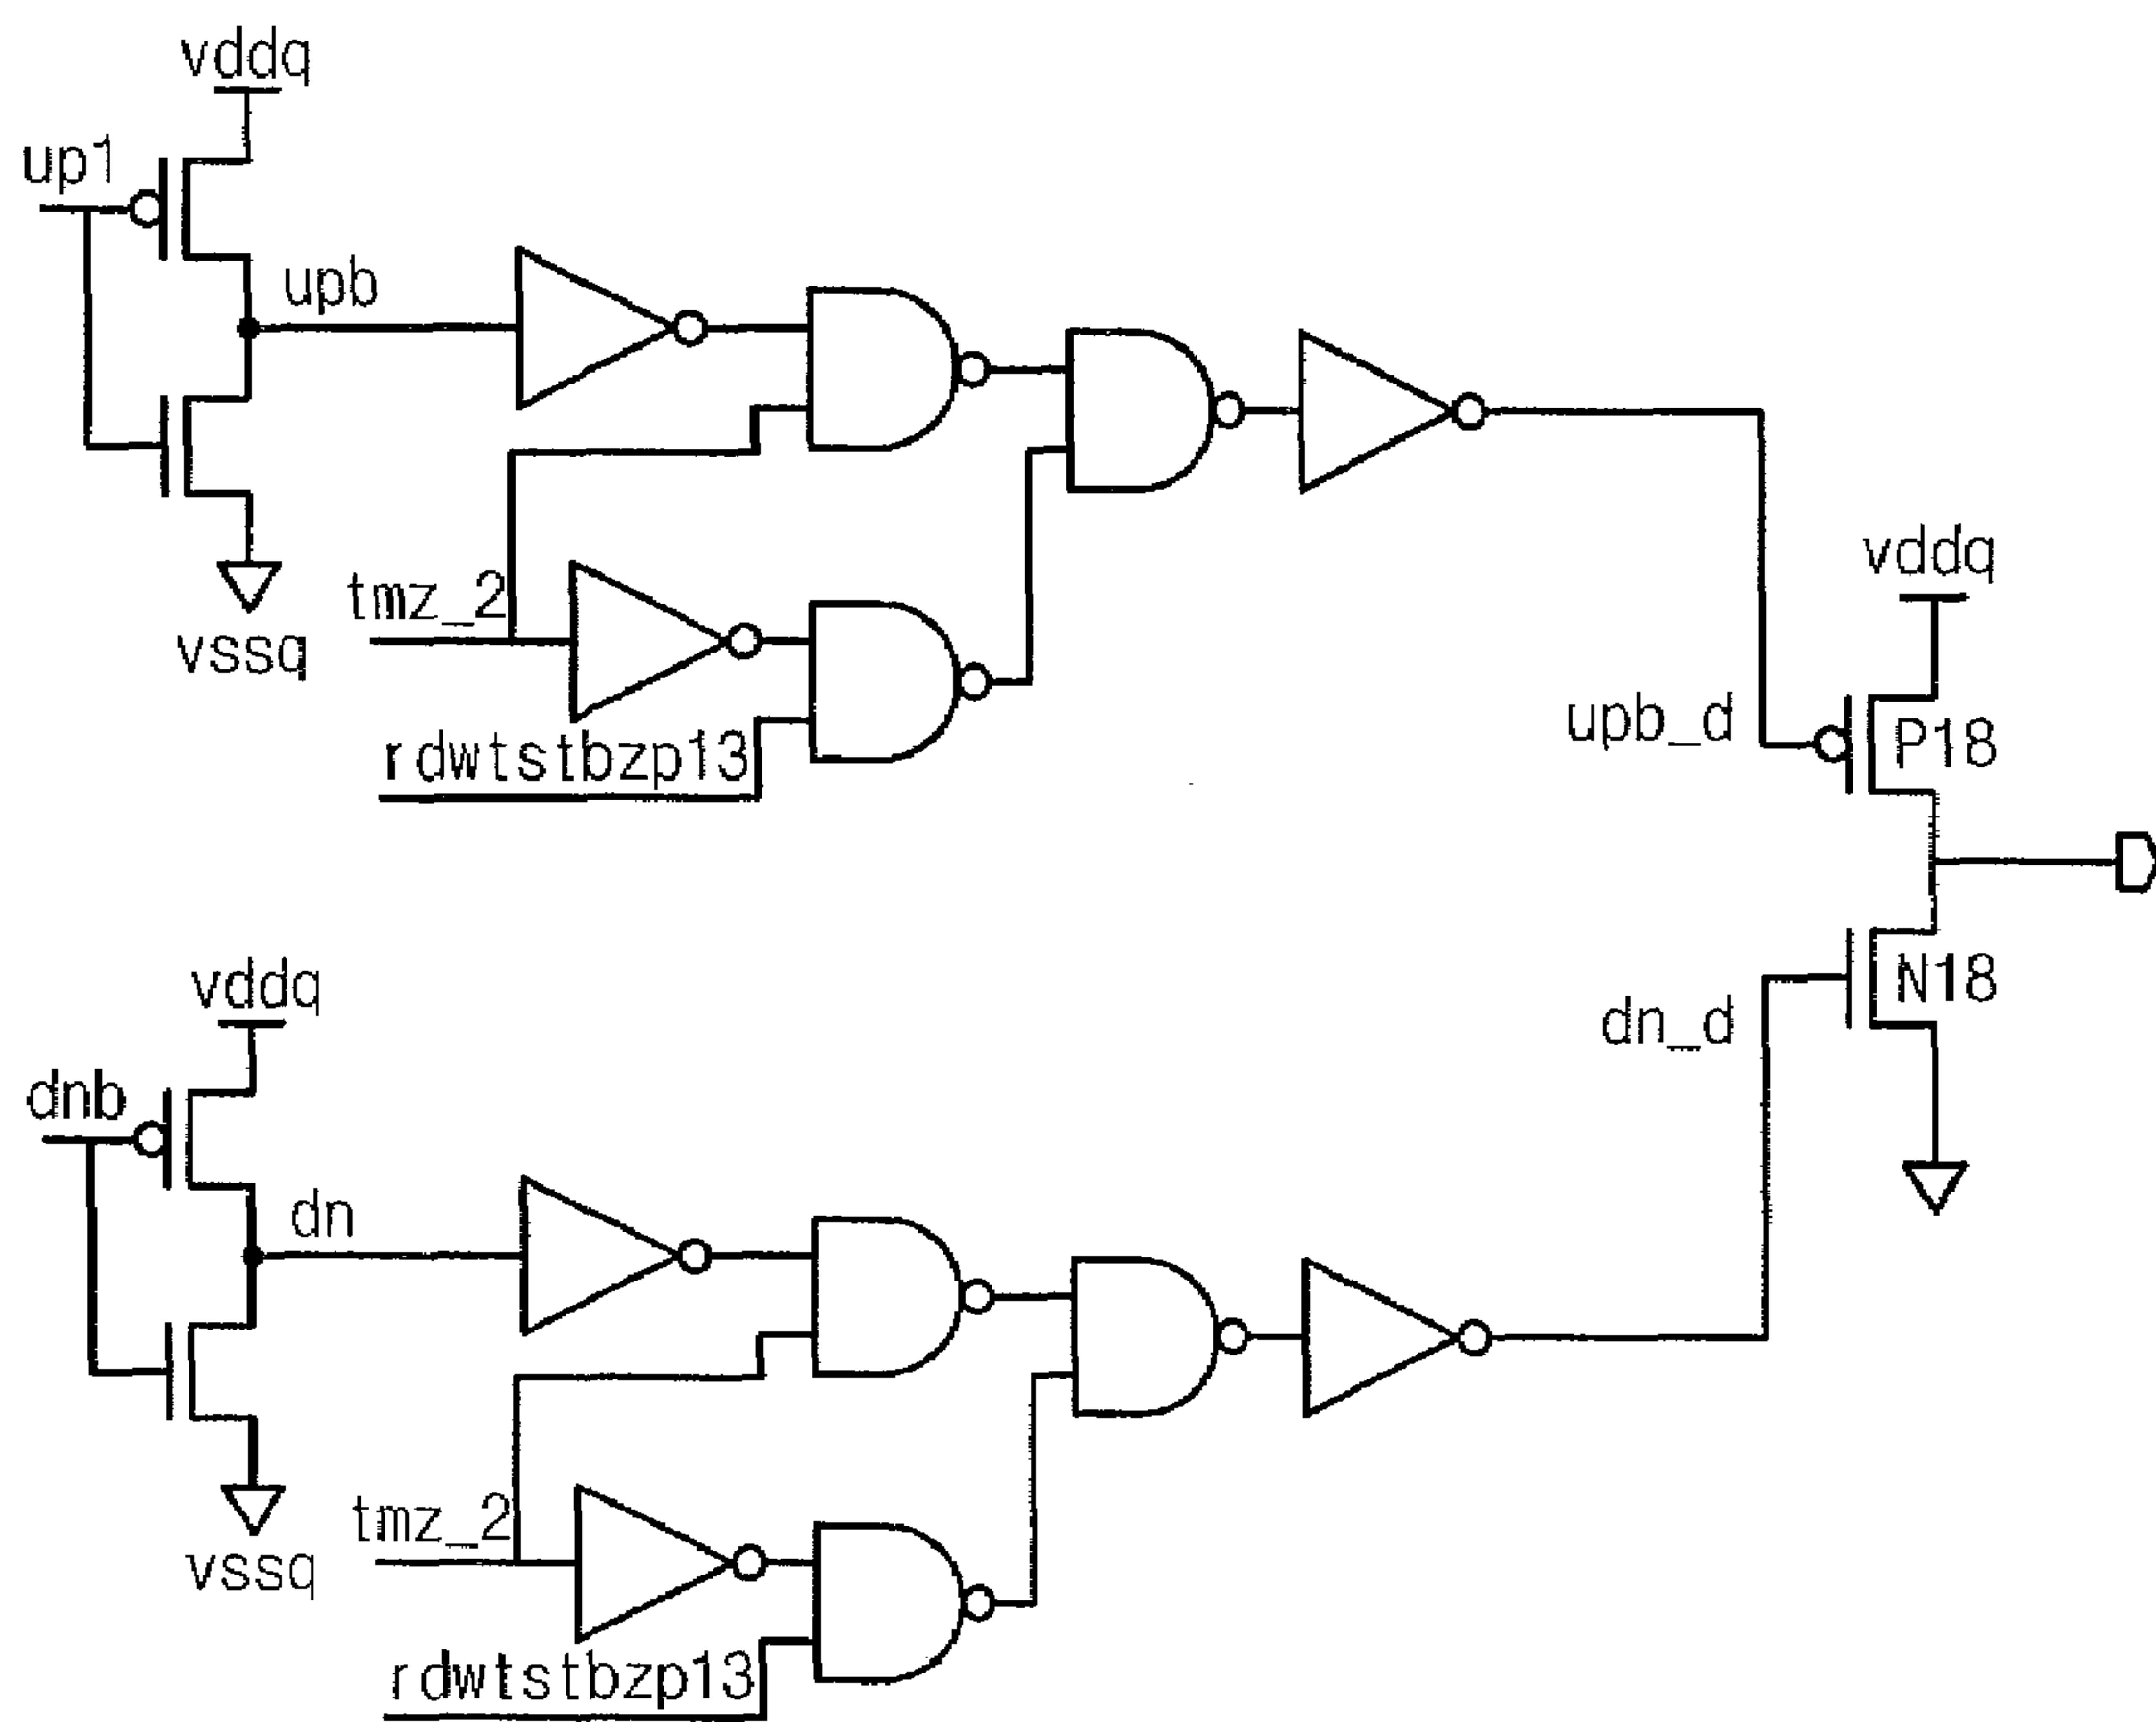 vddq
up1
upb
vssq
tmz_2
rdwtstbzp13
vddq
upb_d
P18
vddq
dnb
dn
vssq
tmz_2
rdwtstbzp13
dn_d
N18